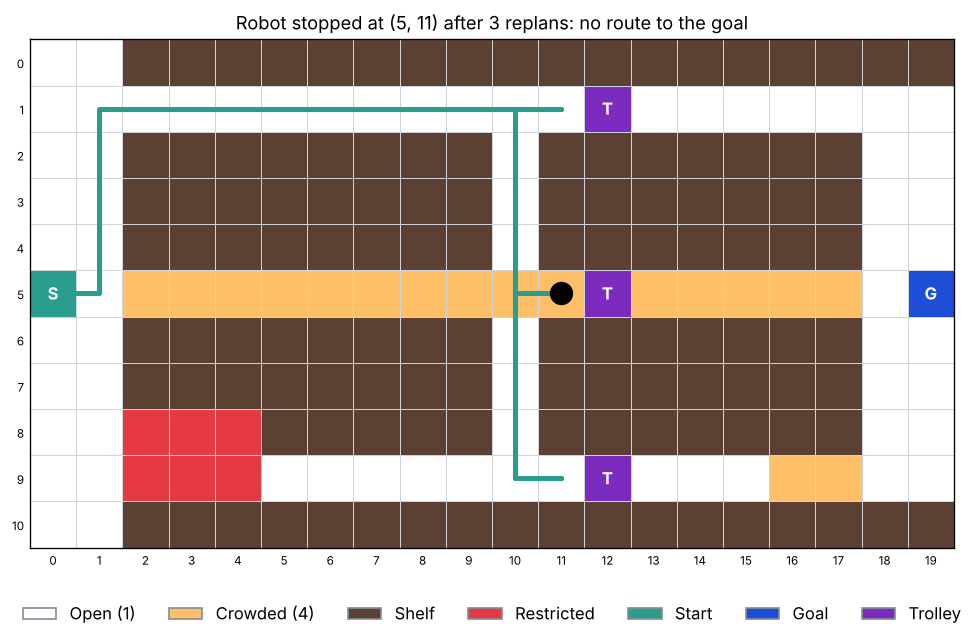 Robot stopped at (5, 11) after 3 replans: no route to the goal
0
1
T
2
3
4
5
S
T
G
6
7
8
9
T
10
0 1 2 3 4 5 6 7 8 9 10 11 12 13 14 15 16 17 18 19
Open (1) Crowded (4) Shelf Restricted Start Goal Trolley